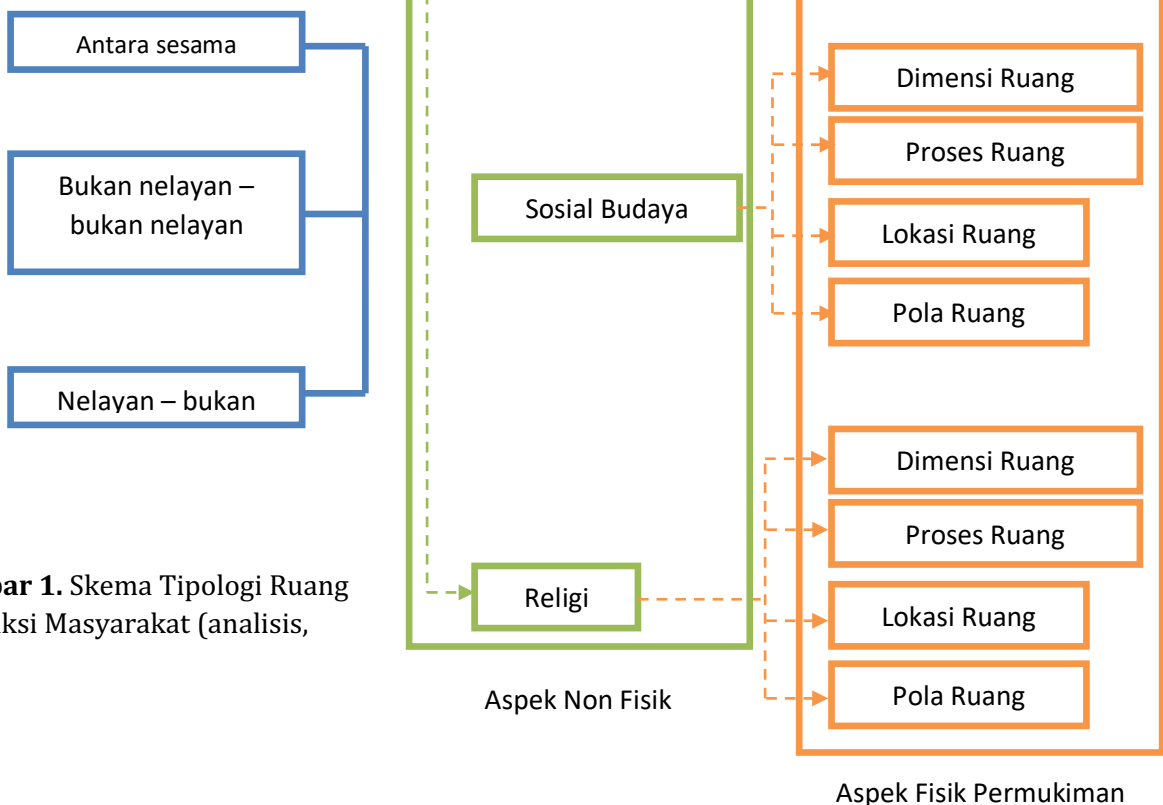 Antara sesama
Bukan nelayan –
bukan nelayan
Nelayan – bukan
bar 1. Skema Tipologi Ruang
ksi Masyarakat (analisis,
Sosial Budaya
Religi
Aspek Non Fisik
Dimensi Ruang
Proses Ruang
Lokasi Ruang
Pola Ruang
Dimensi Ruang
Proses Ruang
Lokasi Ruang
Pola Ruang
Aspek Fisik Permukiman